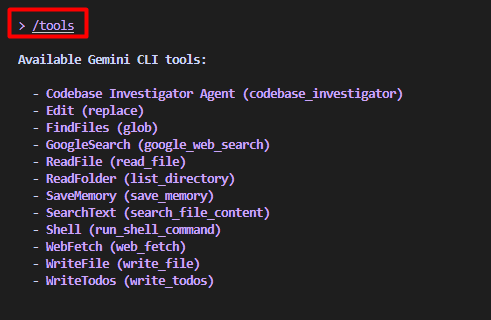 > /tools
Available Gemini CLI tools:
- Codebase Investigator Agent (codebase_investigator)
- Edit (replace)
- FindFiles (glob)
- GoogleSearch (google_web_search)
- ReadFile (read_file)
- ReadFolder (list_directory)
- SaveMemory (save_memory)
- SearchText (search_file_content)
- Shell (run_shell_command)
- WebFetch (web_fetch)
- WriteFile (write_file)
- WriteTodos (write_todos)